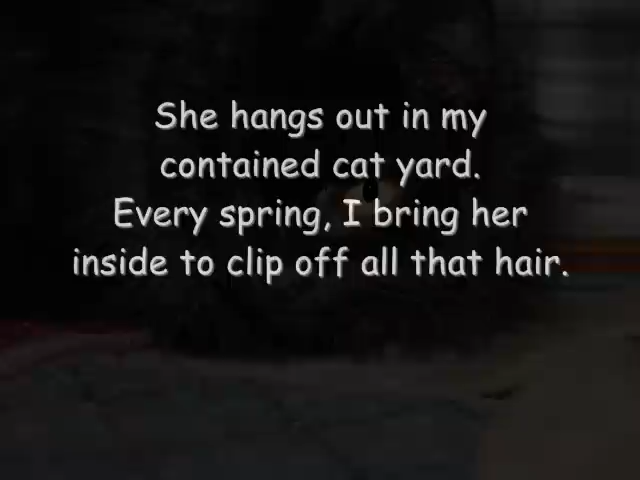 She hangs out in my
contained cat yard.
Every spring, I bring her
inside to clip off all that hair.